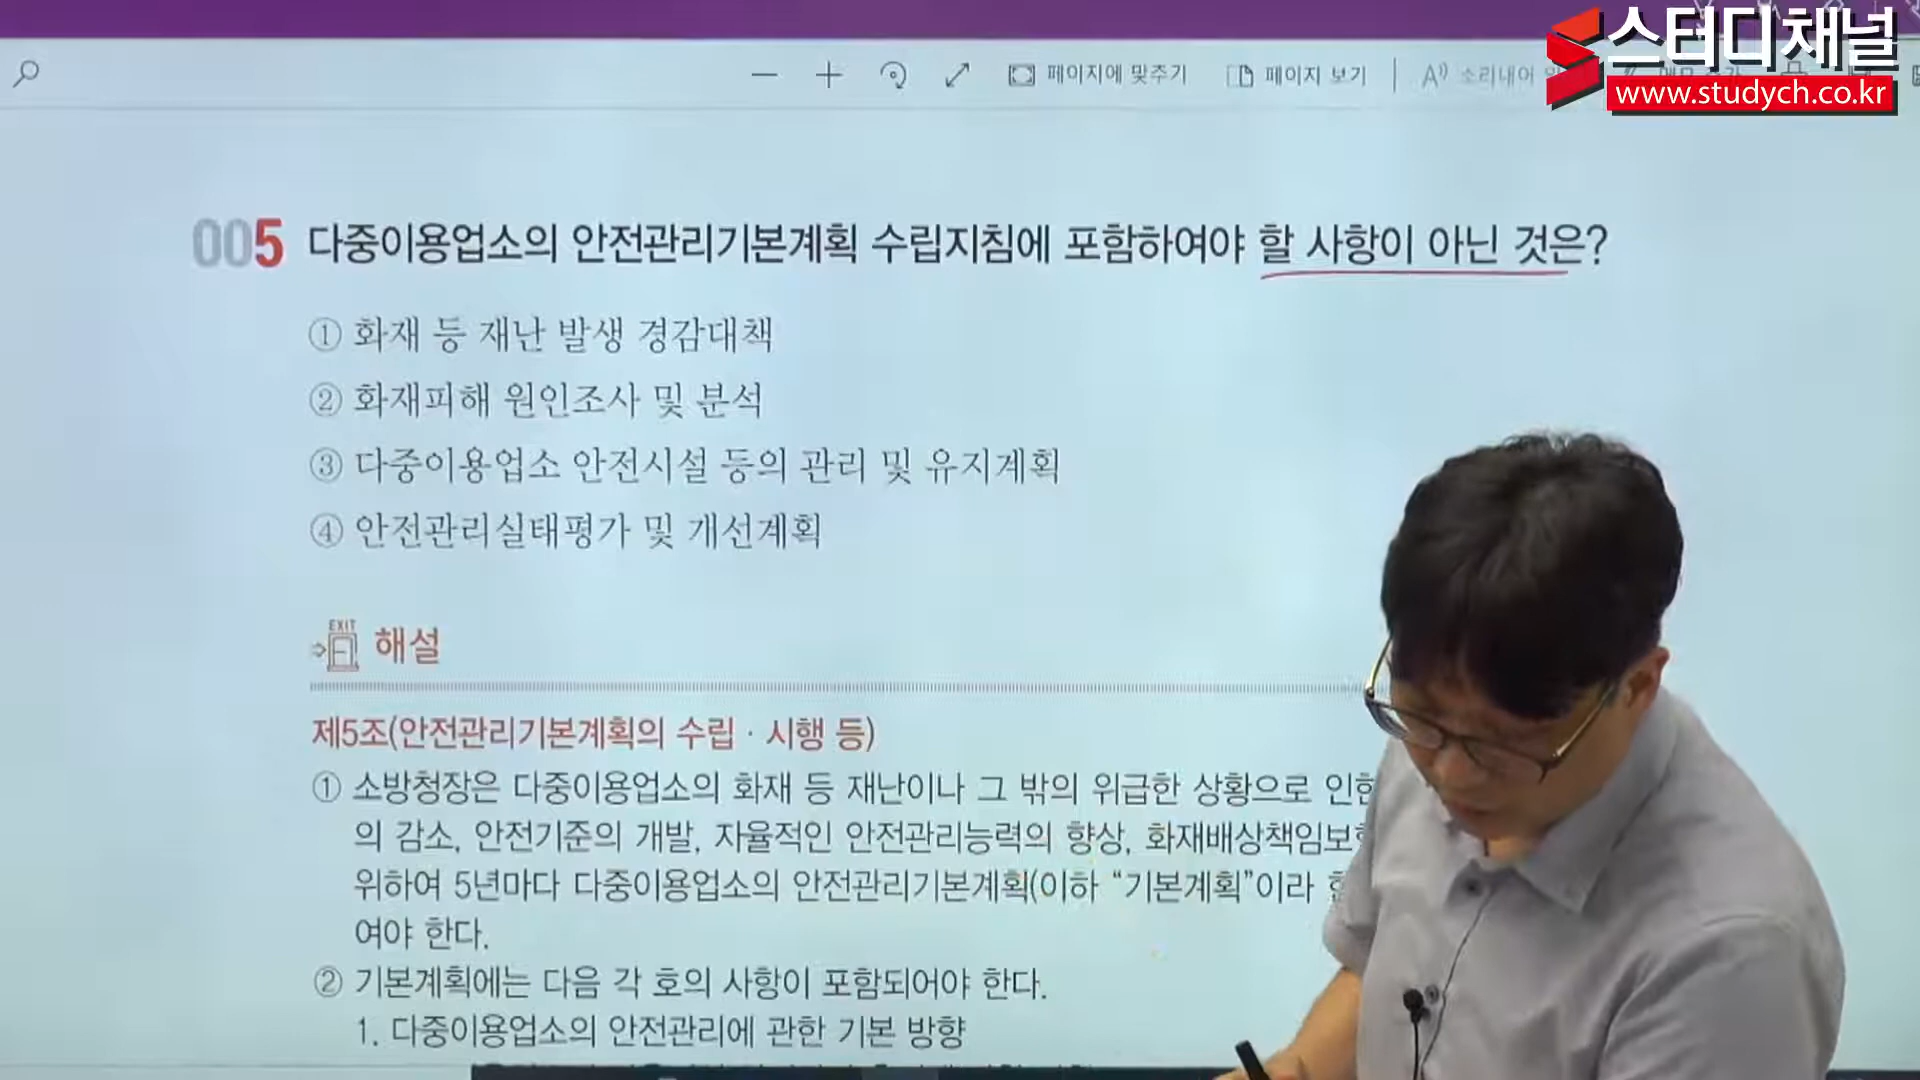 스터디채널
www.studych.co.kr
페이지에 맞추기
페이지 보기
소리내어
005 다중이용업소의 안전관리기본계획 수립지침에 포함하여야 할 사항이 아닌 것은?
① 화재 등 재난 발생 경감대책
② 화재피해 원인조사 및 분석
③ 다중이용업소 안전시설 등의 관리 및 유지계획
④ 안전관리실태평가 및 개선계획
EXIT
해설
제5조(안전관리기본계획의 수립 · 시행 등)
① 소방청장은 다중이용업소의 화재 등 재난이나 그 밖의 위급한 상황으로 인한
의 감소, 안전기준의 개발, 자율적인 안전관리능력의 향상, 화재배상책임보험
위하여 5년마다 다중이용업소의 안전관리기본계획(이하 “기본계획”이라
여야 한다.
② 기본계획에는 다음 각 호의 사항이 포함되어야 한다.
1. 다중이용업소의 안전관리에 관한 기본 방향